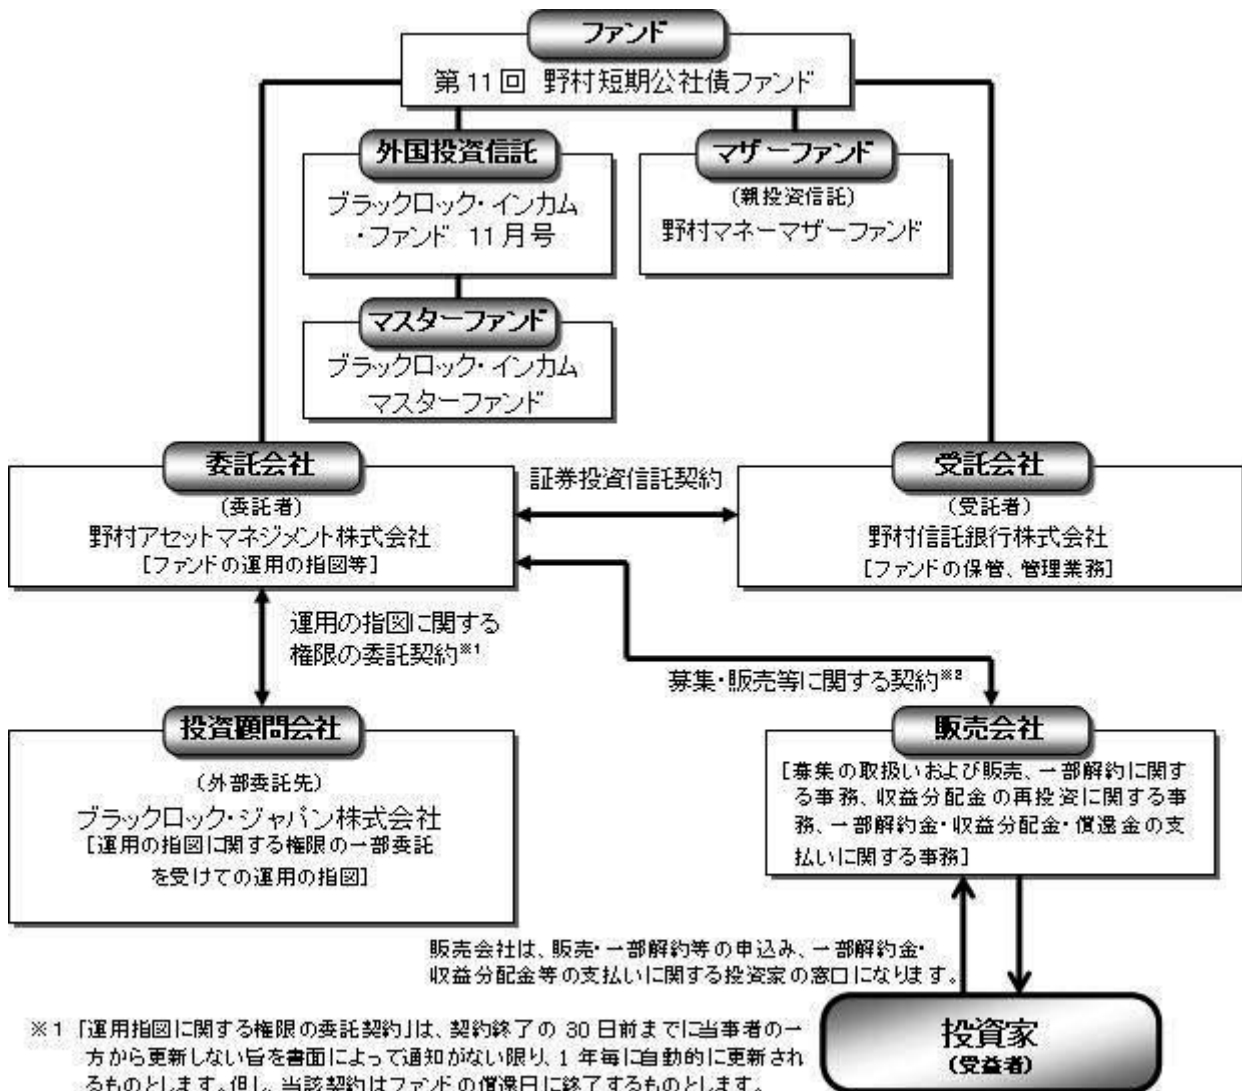 ファンド
第11回 野村短期公社債ファンド
外国投資信託
ブラックロック・インカム
・ファンド 11月号
マザーファンド
(親投資信託)
野村マネーマザーファンド
マスターファンド
ブラックロック・インカム
マスターファンド
委託会社
(委託者)
野村アセットマネジメント株式会社
[ファンドの運用の指図等]
証券投資信託契約
受託会社
(受託者)
野村信託銀行株式会社
[ファンドの保管、管理業務]
運用の指図に関する
権限の委託契約※1
募集・販売等に関する契約※2
投資顧問会社
(外部委託先)
ブラックロック・ジャパン株式会社
[運用の指図に関する権限の一部委託
を受けての運用の指図]
販売会社
[募集の取扱いおよび販売、一部解約に関す
る事務、収益分配金の再投資に関する事
務、一部解約金・収益分配金・償還金の支
払いに関する事務]
販売会社は、販売・一部解約等の申込み、一部解約金・
収益分配金等の支払いに関する投資家の窓口になります。
投資家
(受益者)
※1 「運用指図に関する権限の委託契約」は、契約終了の 30 日前までに当事者の一
方から更新しない旨を書面によって通知がない限り、1 年毎に自動的に更新され
るものとします。但し、当該契約はファンドの償還日に終了するものとします。